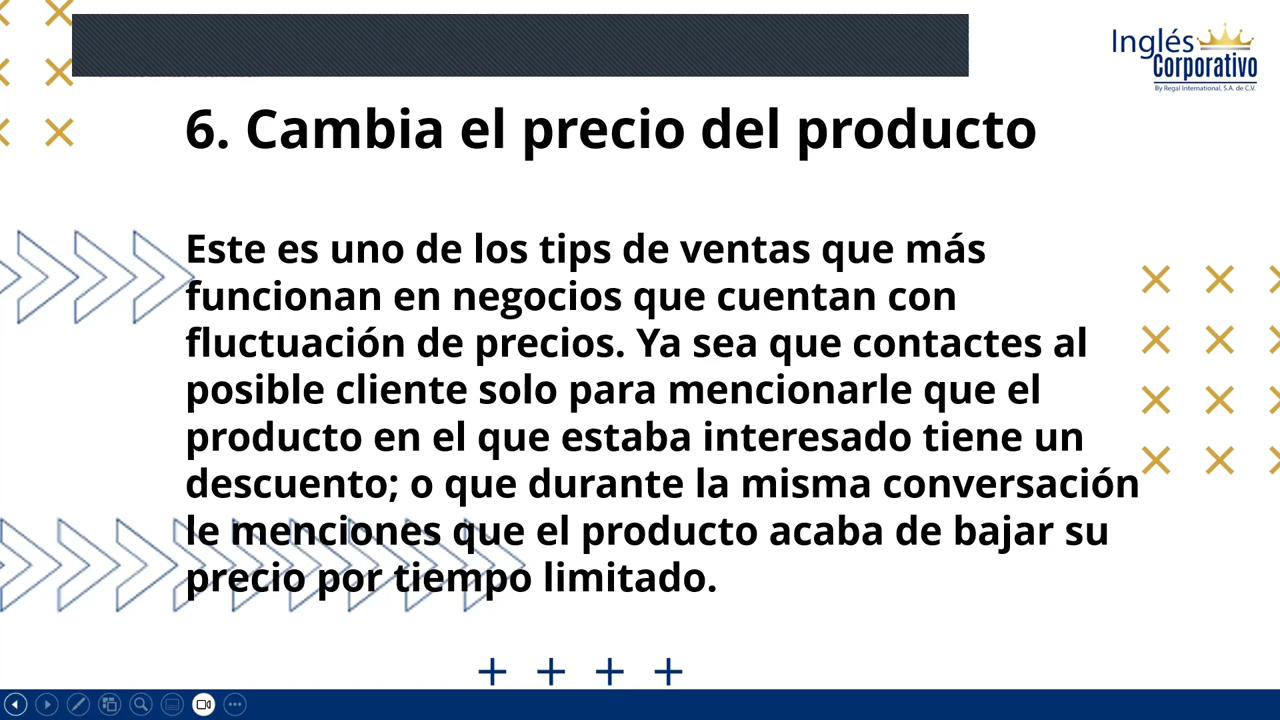 Inglés
Corporativo
By Regal International, S.A. de C.V.
6. Cambia el precio del producto
Este es uno de los tips de ventas que más
funcionan en negocios que cuentan con
fluctuación de precios. Ya sea que contactes al
posible cliente solo para mencionarle que el
producto en el que estaba interesado tiene un
descuento; o que durante la misma conversación
le menciones que el producto acaba de bajar su
precio por tiempo limitado.